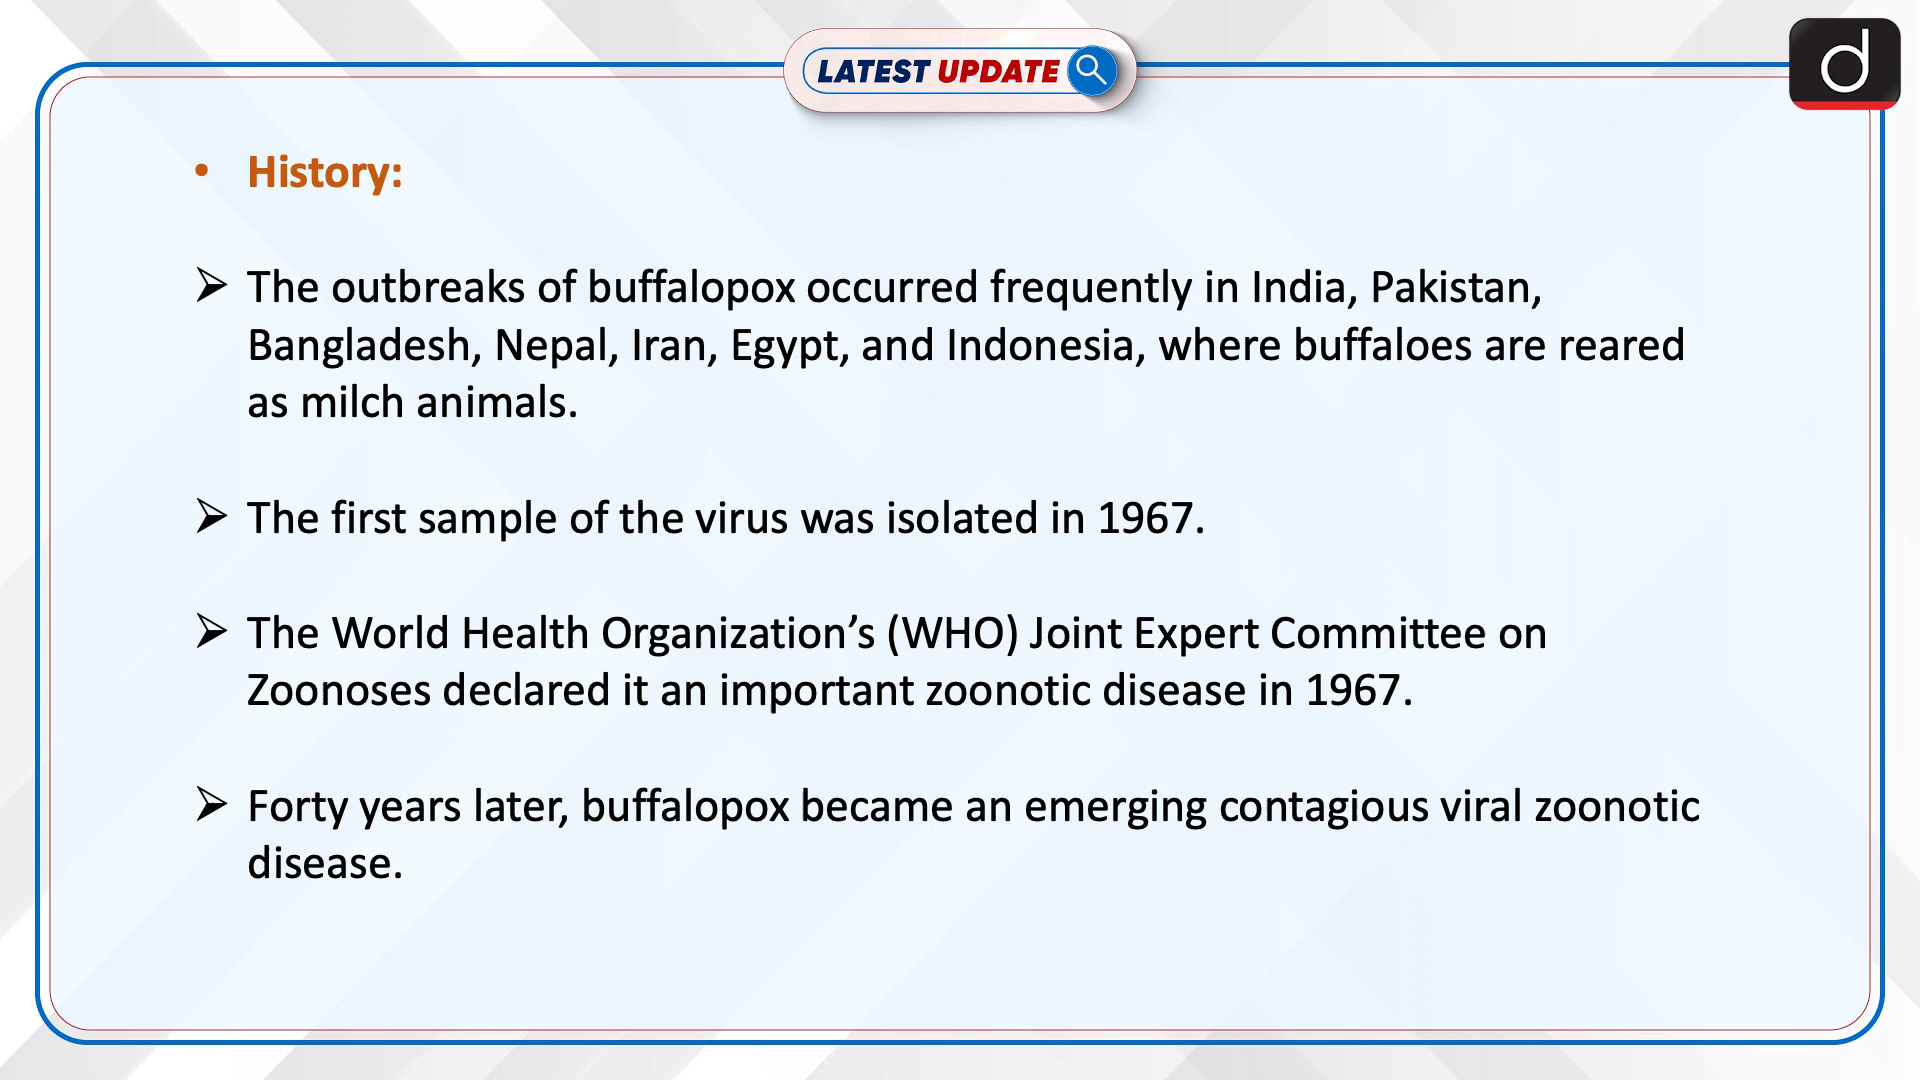 LATEST UPDATE
d
• History:
➢ The outbreaks of buffalopox occurred frequently in India, Pakistan,
Bangladesh, Nepal, Iran, Egypt, and Indonesia, where buffaloes are reared
as milch animals.
➢ The first sample of the virus was isolated in 1967.
➢ The World Health Organization’s (WHO) Joint Expert Committee on
Zoonoses declared it an important zoonotic disease in 1967.
➢ Forty years later, buffalopox became an emerging contagious viral zoonotic
disease.